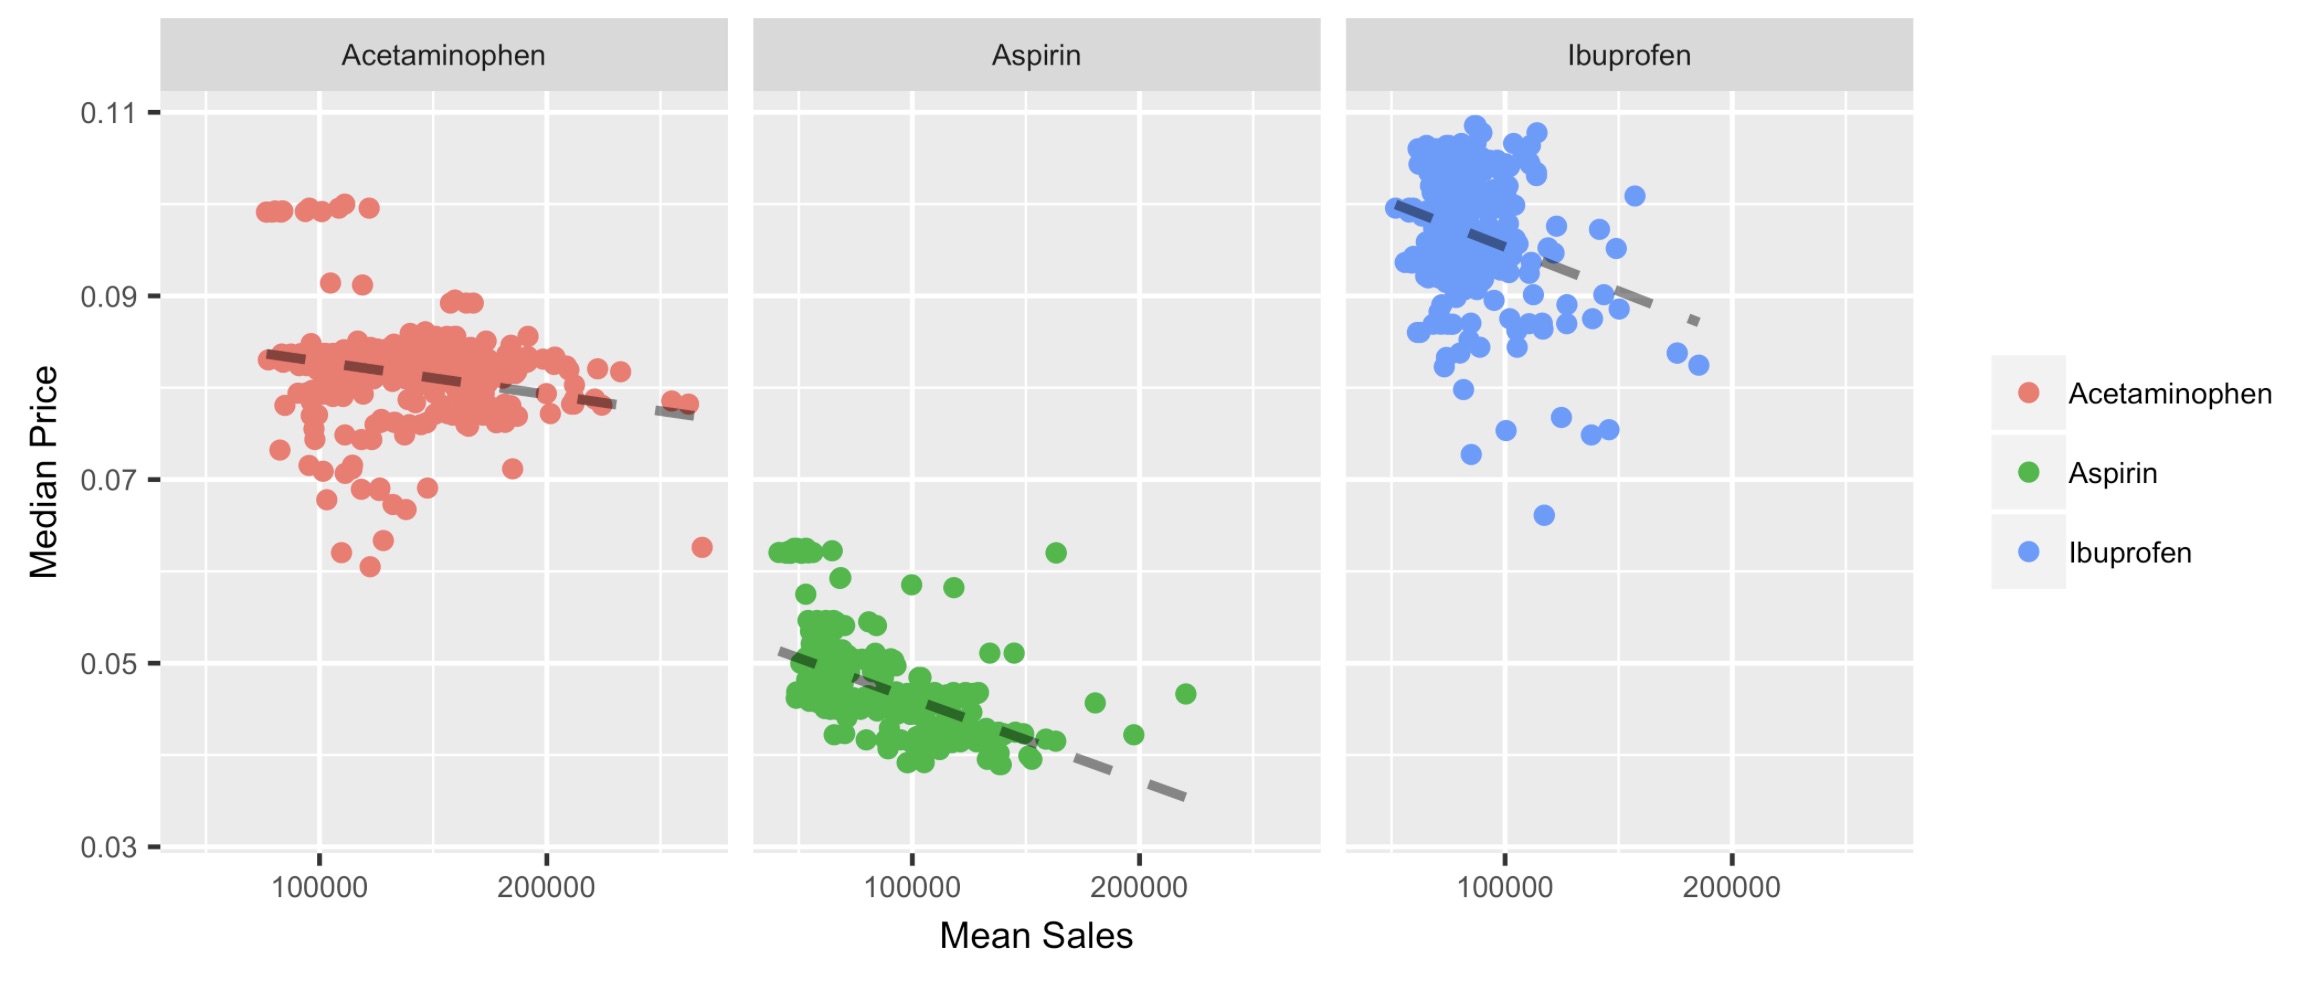 Acetaminophen
Aspirin
Ibuprofen
0.11
0.09
0.07
0.05
0.03
Median Price
100000 200000
100000 200000
100000 200000
Mean Sales
Acetaminophen
Aspirin
Ibuprofen